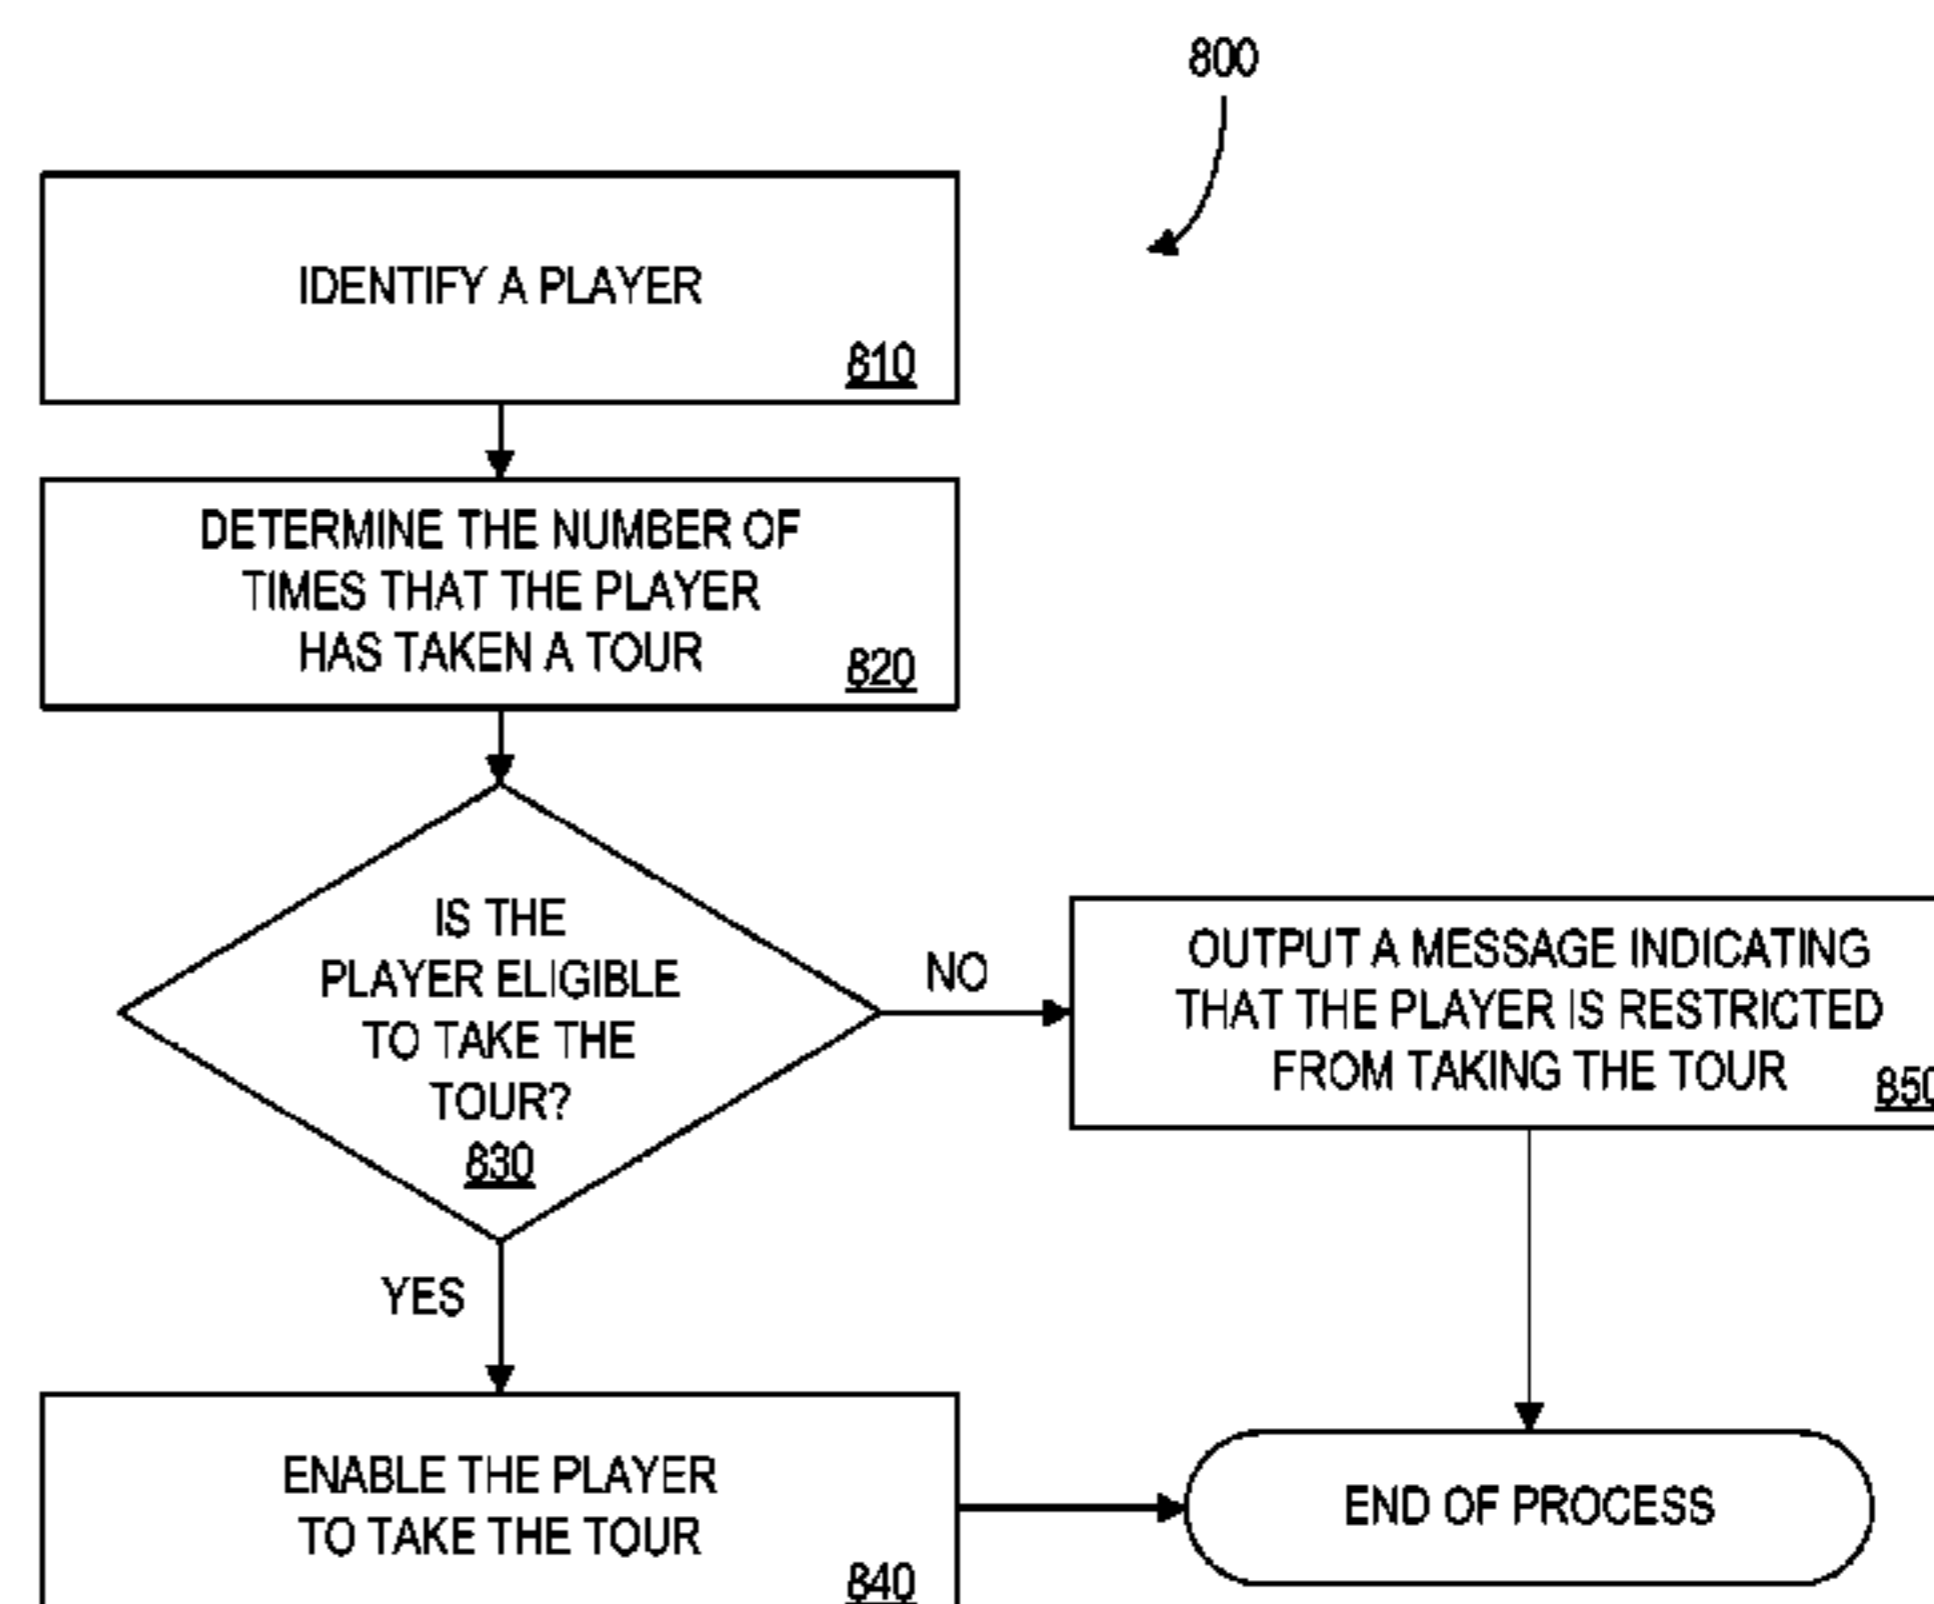 800
IDENTIFY A PLAYER
810
DETERMINE THE NUMBER OF
TIMES THAT THE PLAYER
HAS TAKEN A TOUR
820
IS THE
PLAYER ELIGIBLE
TO TAKE THE
TOUR?
830
NO
OUTPUT A MESSAGE INDICATING
THAT THE PLAYER IS RESTRICTED
FROM TAKING THE TOUR
850
YES
ENABLE THE PLAYER
TO TAKE THE TOUR
840
END OF PROCESS